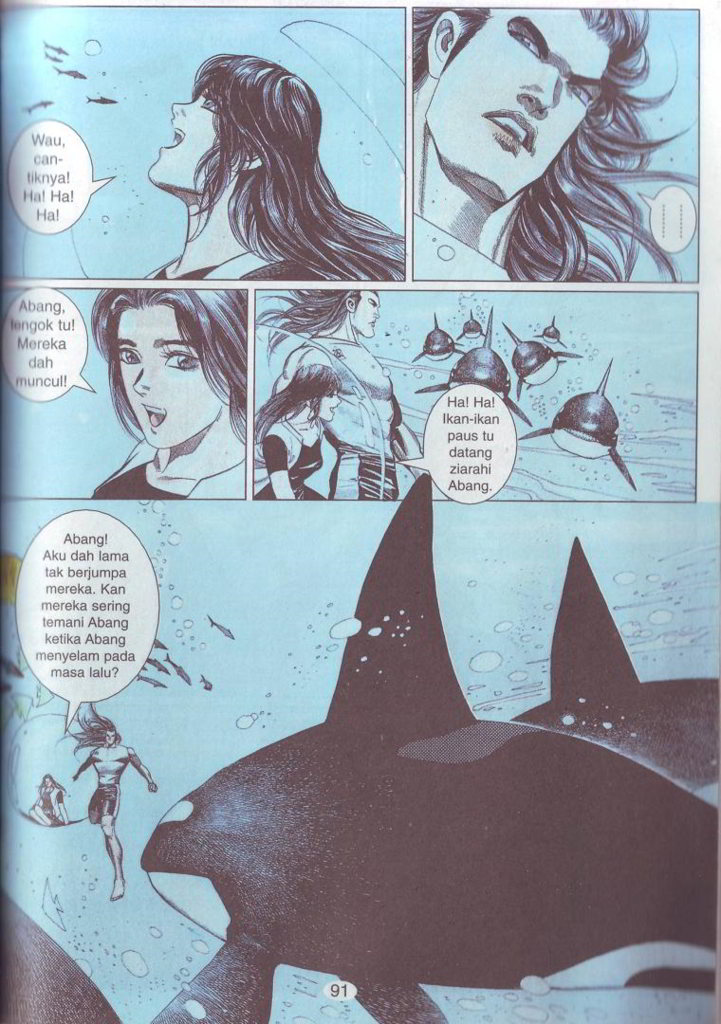 Wau,
can-
tiknya!
Ha! Ha!
Ha!
Abang,
tengok tu!
Mereka
dah
muncul!
Ha! Ha!
Ikan-ikan
paus tu
datang
ziarahi
Abang.
Abang!
Aku dah lama
tak berjumpa
mereka. Kan
mereka sering
temani Abang
ketika Abang
menyelam pada
masa lalu?
91